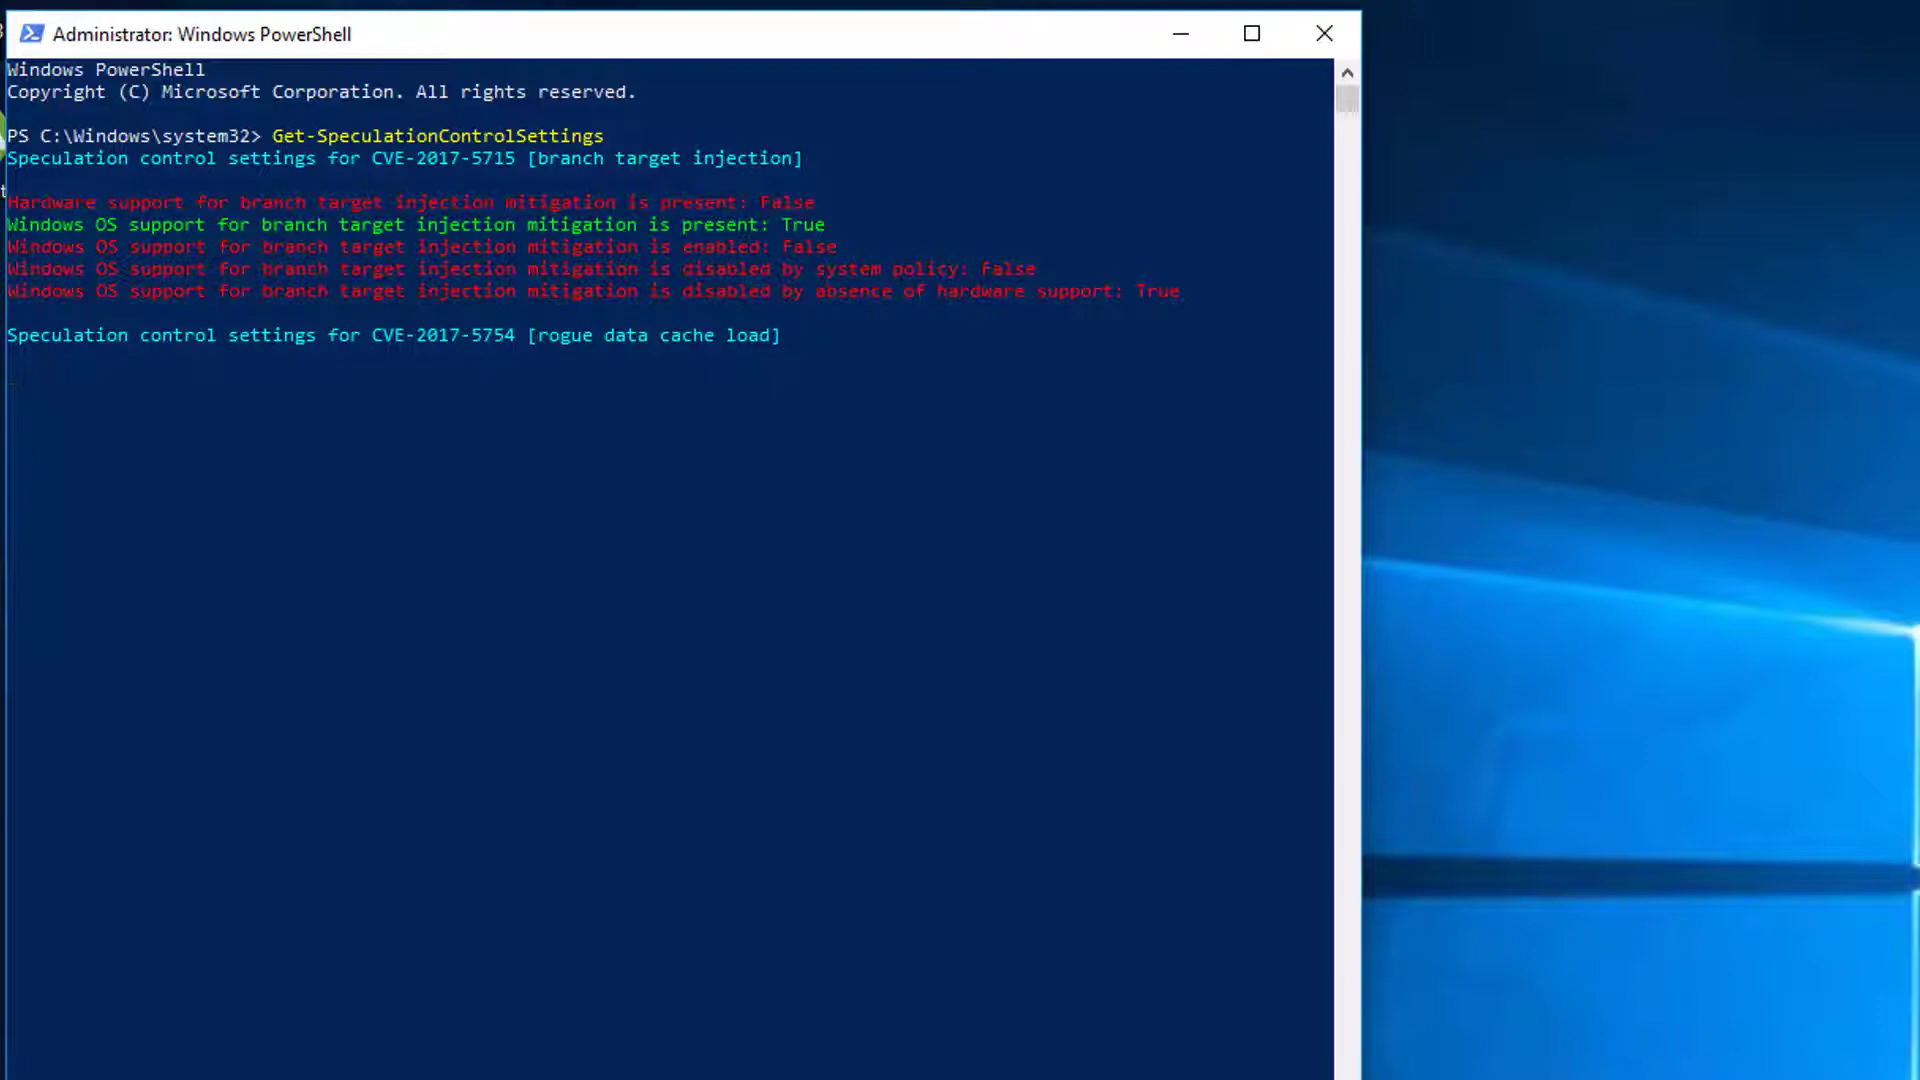 Administrator: Windows PowerShell
Windows PowerShell
Copyright (C) Microsoft Corporation. All rights reserved.
PS C:\Windows\system32> Get-SpeculationControlSettings
Speculation control settings for CVE-2017-5715 [branch target injection]
Hardware support for branch target injection mitigation is present: False
Windows OS support for branch target injection mitigation is present: True
Windows OS support for branch target injection mitigation is enabled: False
Windows OS support for branch target injection mitigation is disabled by system policy: False
Windows OS support for branch target injection mitigation is disabled by absence of hardware support: True
Speculation control settings for CVE-2017-5754 [rogue data cache load]